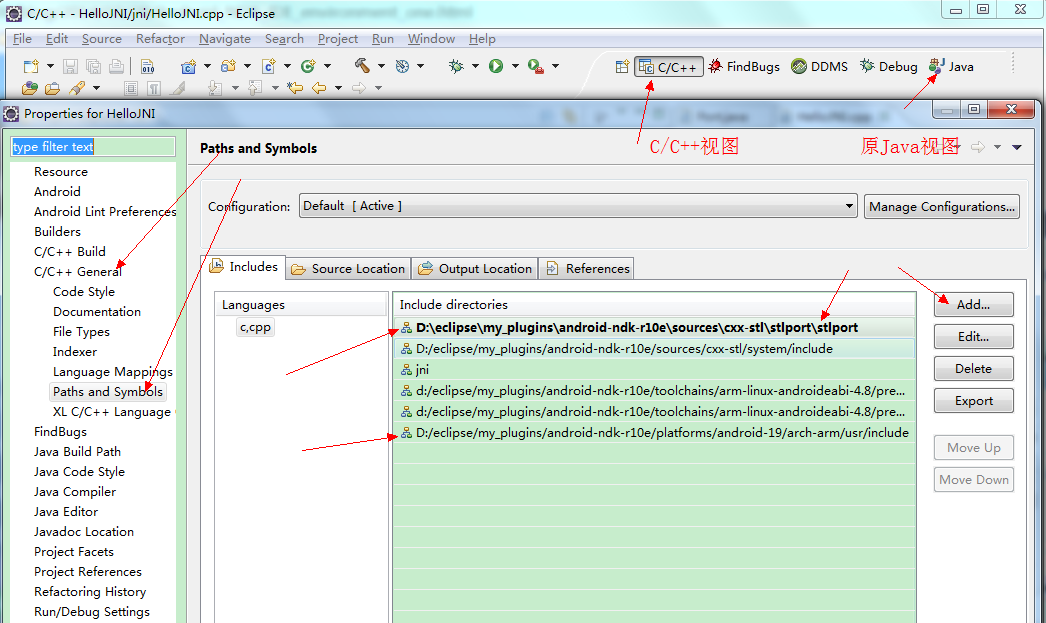 C/C++ - HelloJNI/jni/HelloJNI.cpp - Eclipse
File Edit Source Refactor Navigate Search Project Run Window Help
C/C++ FindBugs DDMS Debug Java
Properties for HelloJNI
C/C++视图 原Java视图
type filter text
Paths and Symbols
Resource
Android
Android Lint Preferences
Builders
C/C++ Build
C/C++ General
Code Style
Documentation
File Types
Indexer
Language Mappings
Paths and Symbols
XL C/C++ Language
FindBugs
Java Build Path
Java Code Style
Java Compiler
Java Editor
Javadoc Location
Project Facets
Project References
Refactoring History
Run/Debug Settings
Configuration: Default [ Active ] Manage Configurations...
Includes Source Location Output Location References
Languages
c,cpp
Include directories
D:\eclipse\my_plugins\android-ndk-r10e\sources\cxx-stl\stlport\stlport
D:/eclipse/my_plugins/android-ndk-r10e/sources/cxx-stl/system/include
jni
d:/eclipse/my_plugins/android-ndk-r10e/toolchains/arm-linux-androideabi-4.8/pre...
d:/eclipse/my_plugins/android-ndk-r10e/toolchains/arm-linux-androideabi-4.8/pre...
D:/eclipse/my_plugins/android-ndk-r10e/platforms/android-19/arch-arm/usr/include
Add...
Edit...
Delete
Export
Move Up
Move Down